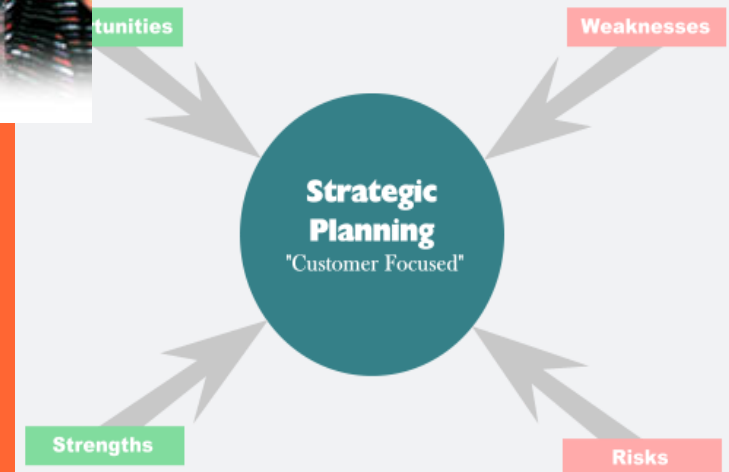 tunities
Weaknesses
Strategic
Planning
"Customer Focused"
Strengths
Risks